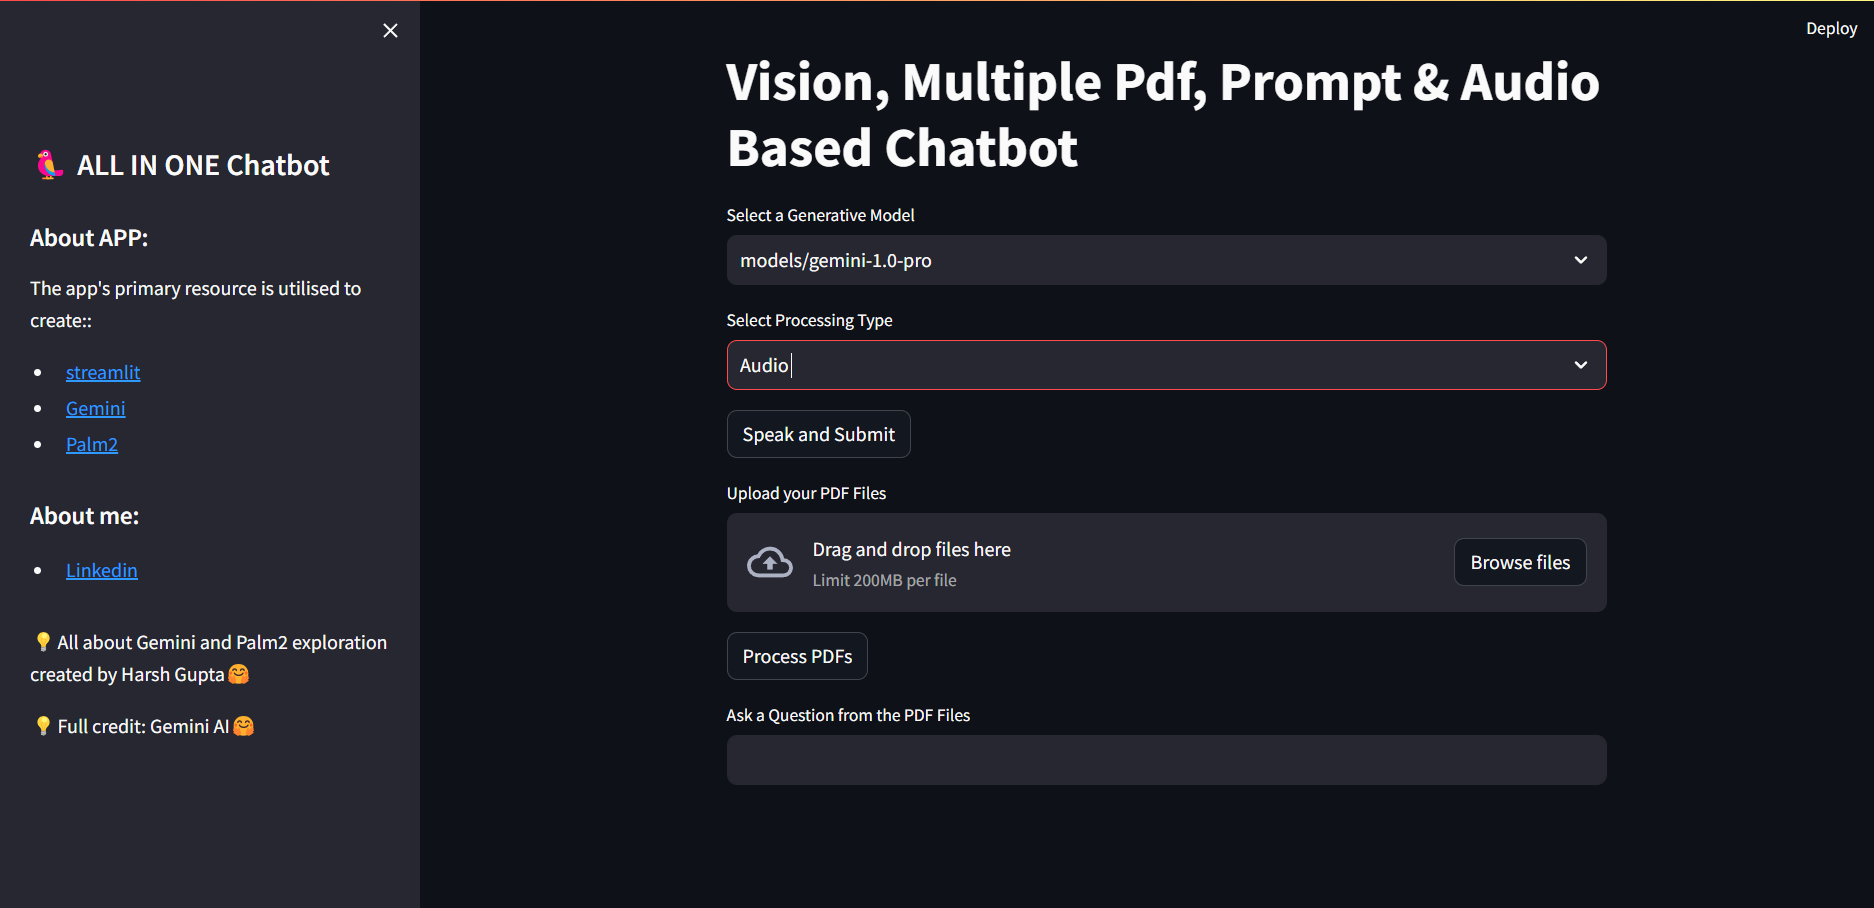 Deploy
🦜 ALL IN ONE Chatbot
About APP:
The app's primary resource is utilised to
create::
streamlit
Gemini
Palm2
About me:
Linkedin
💡 All about Gemini and Palm2 exploration
created by Harsh Gupta 🤗
💡 Full credit: Gemini AI 🤗
Vision, Multiple Pdf, Prompt & Audio
Based Chatbot
Select a Generative Model
models/gemini-1.0-pro
Select Processing Type
Audio
Speak and Submit
Upload your PDF Files
Drag and drop files here
Limit 200MB per file
Browse files
Process PDFs
Ask a Question from the PDF Files